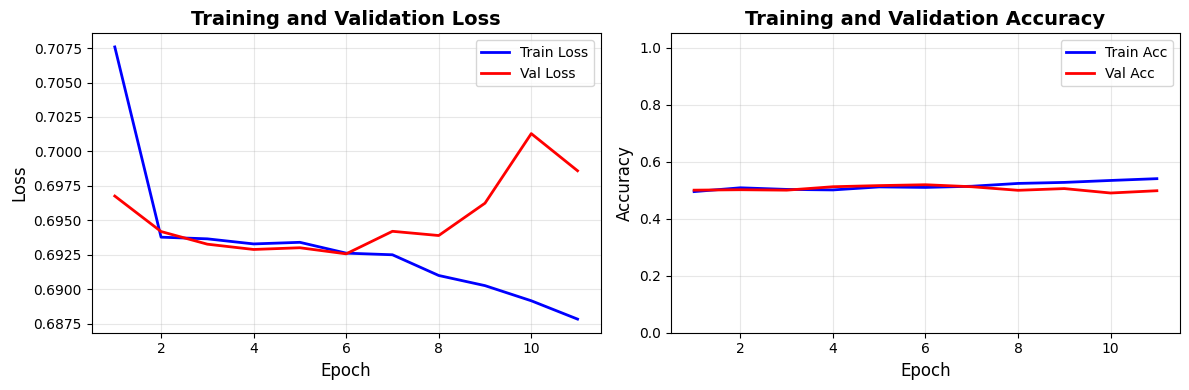 Training and Validation Loss
Train Loss
Val Loss
Loss
0.7075
0.7050
0.7025
0.7000
0.6975
0.6950
0.6925
0.6900
0.6875
2 4 6 8 10
Epoch
Training and Validation Accuracy
Train Acc
Val Acc
Accuracy
1.0
0.8
0.6
0.4
0.2
0.0
2 4 6 8 10
Epoch